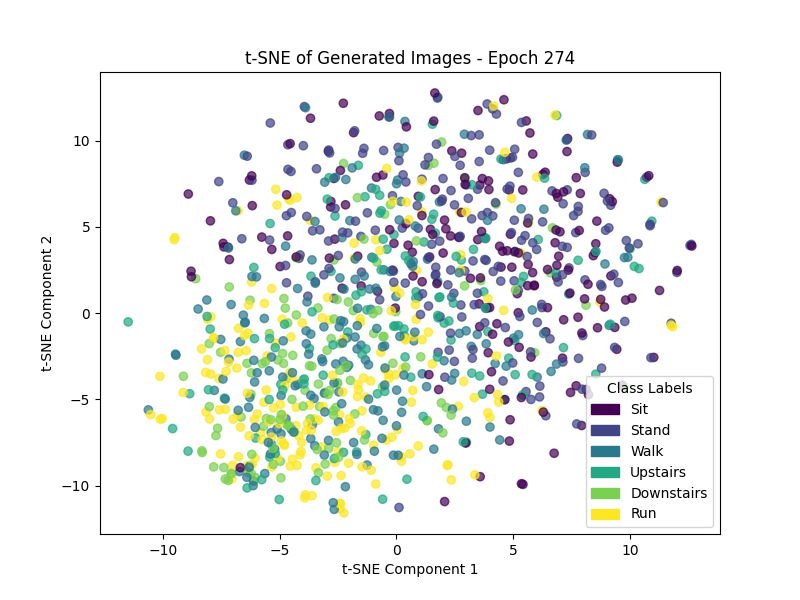 t-SNE of Generated Images - Epoch 274
t-SNE Component 2
10
5
0
−5
−10
−10
−5
0
5
10
t-SNE Component 1
Class Labels
Sit
Stand
Walk
Upstairs
Downstairs
Run